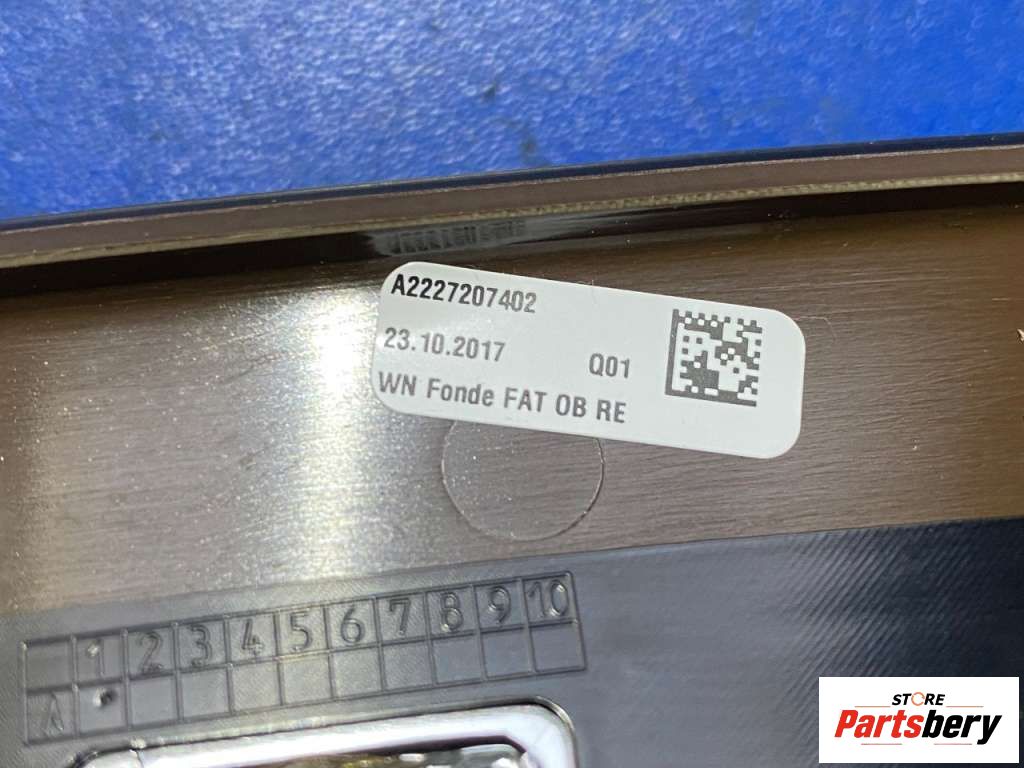 A2227207402
23.10.2017 Q01
WN Fonde FAT OB RE
1 2 3 4 5 6 7 8 9 10
A
STORE
Partsbery